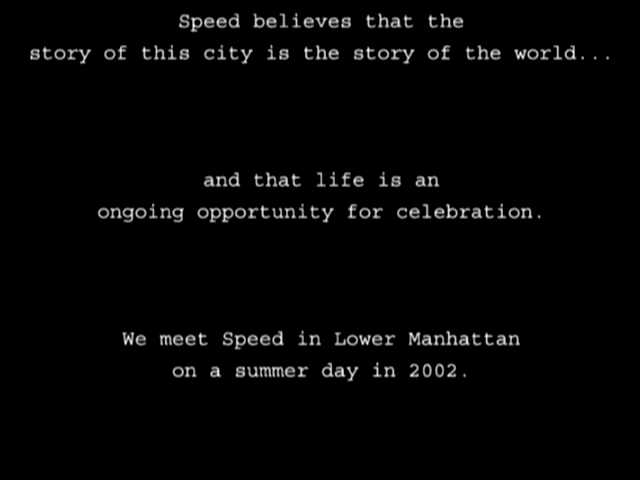 Speed believes that the
story of this city is the story of the world...
and that life is an
ongoing opportunity for celebration.
We meet Speed in Lower Manhattan
on a summer day in 2002.